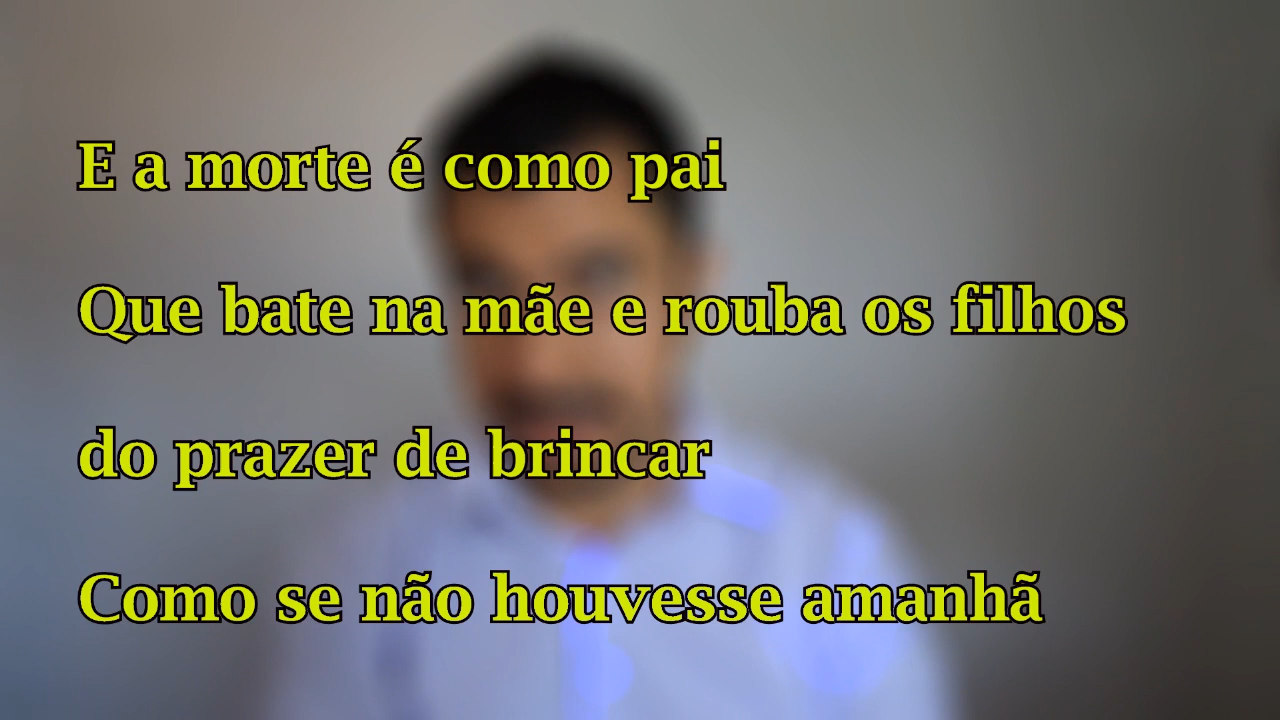 E a morte é como pai
Que bate na mãe e rouba os filhos
do prazer de brincar
Como se não houvesse amanhã